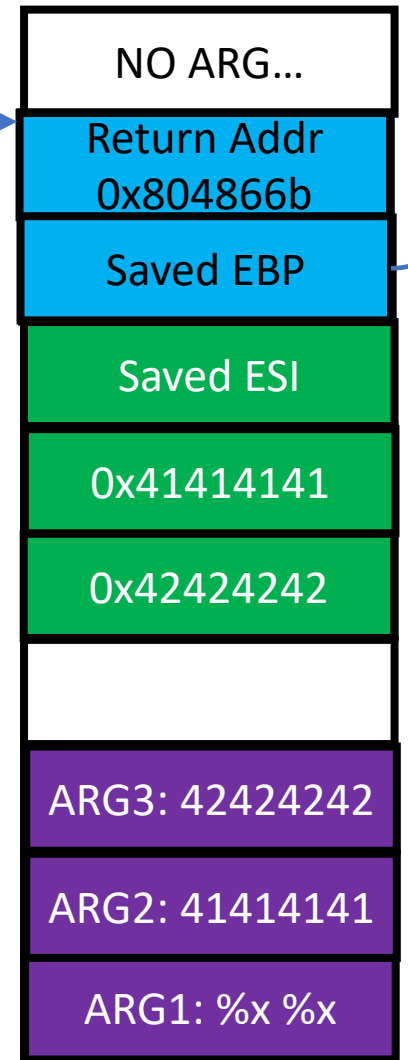 NO ARG...
Return Addr
0x804866b
Saved EBP
Saved ESI
0x41414141
0x42424242
ARG3: 42424242
ARG2: 41414141
ARG1: %x %x